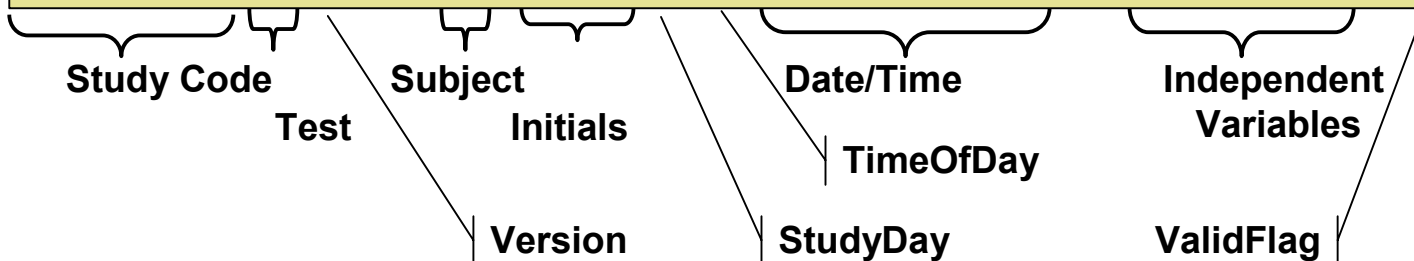 Study Code
Subject
Date/Time
Independent
Variables
Test
Initials
TimeOfDay
Version
StudyDay
ValidFlag